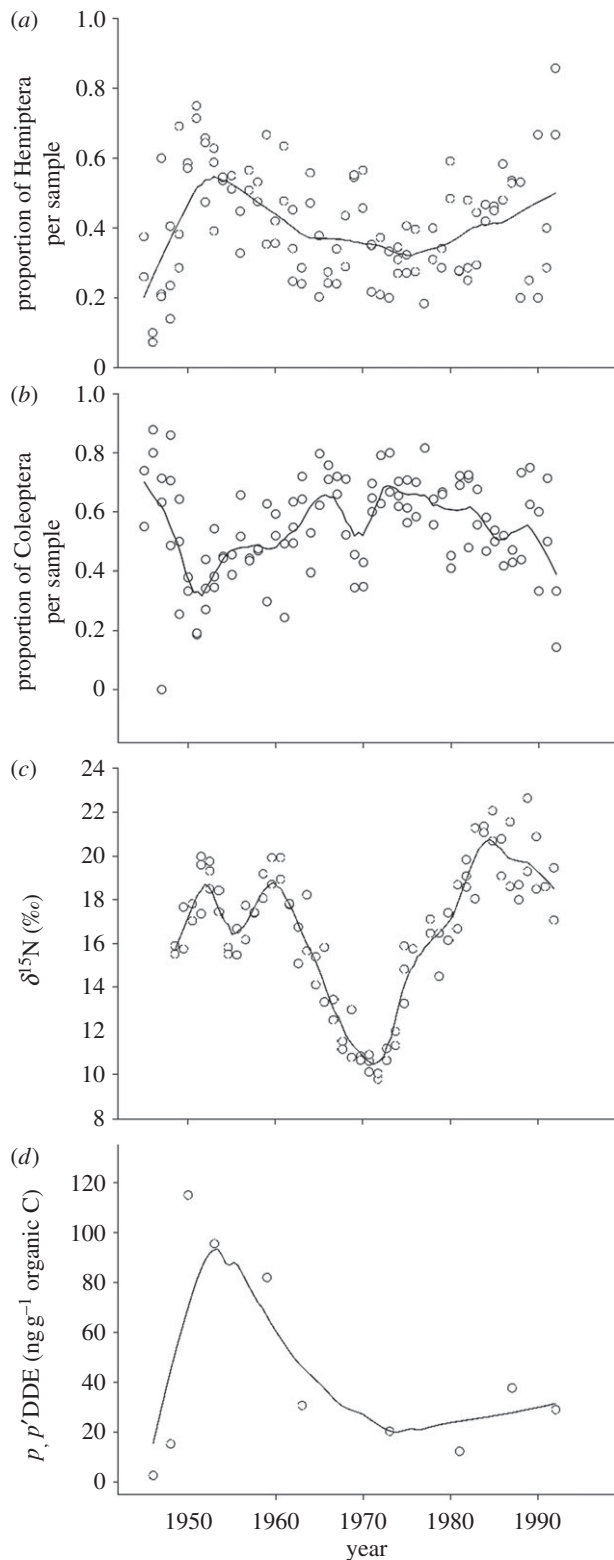 (a)
1.0
0.8
0.6
0.4
0.2
0
proportion of Hemiptera
per sample
(b)
1.0
0.8
0.6
0.4
0.2
0
proportion of Coleoptera
per sample
(c)
24
22
20
18
16
14
12
10
8
δ15N (‰)
(d)
120
100
80
60
40
20
0
p, p′DDE (ng g−1 organic C)
1950 1960 1970 1980 1990
year